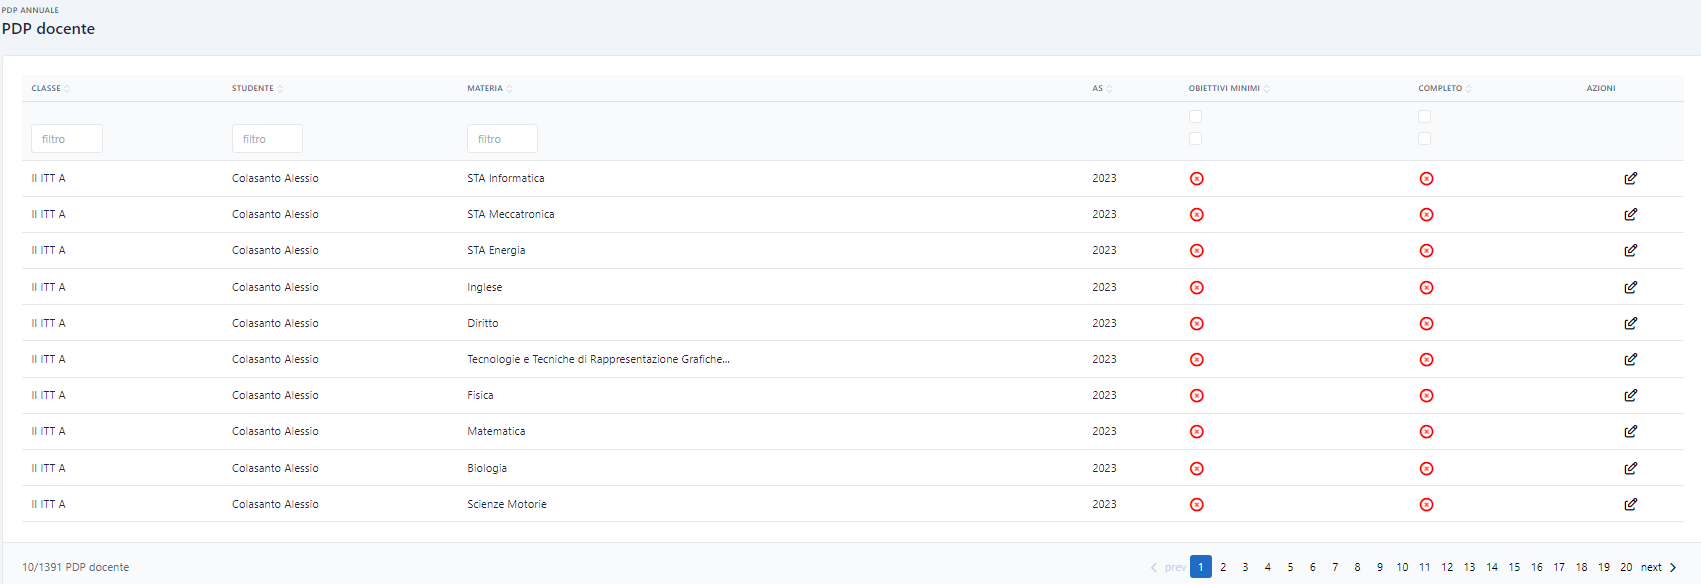 PDP ANNUALE
PDP docente
CLASSE STUDENTE MATERIA AS OBIETTIVI MINIMI COMPLETO AZIONI
filtro filtro filtro
II ITT A Colasanto Alessio STA Informatica 2023
II ITT A Colasanto Alessio STA Meccatronica 2023
II ITT A Colasanto Alessio STA Energia 2023
II ITT A Colasanto Alessio Inglese 2023
II ITT A Colasanto Alessio Diritto 2023
II ITT A Colasanto Alessio Tecnologie e Tecniche di Rappresentazione Grafiche... 2023
II ITT A Colasanto Alessio Fisica 2023
II ITT A Colasanto Alessio Matematica 2023
II ITT A Colasanto Alessio Biologia 2023
II ITT A Colasanto Alessio Scienze Motorie 2023
10/1391 PDP docente prev 1 2 3 4 5 6 7 8 9 10 11 12 13 14 15 16 17 18 19 20 next